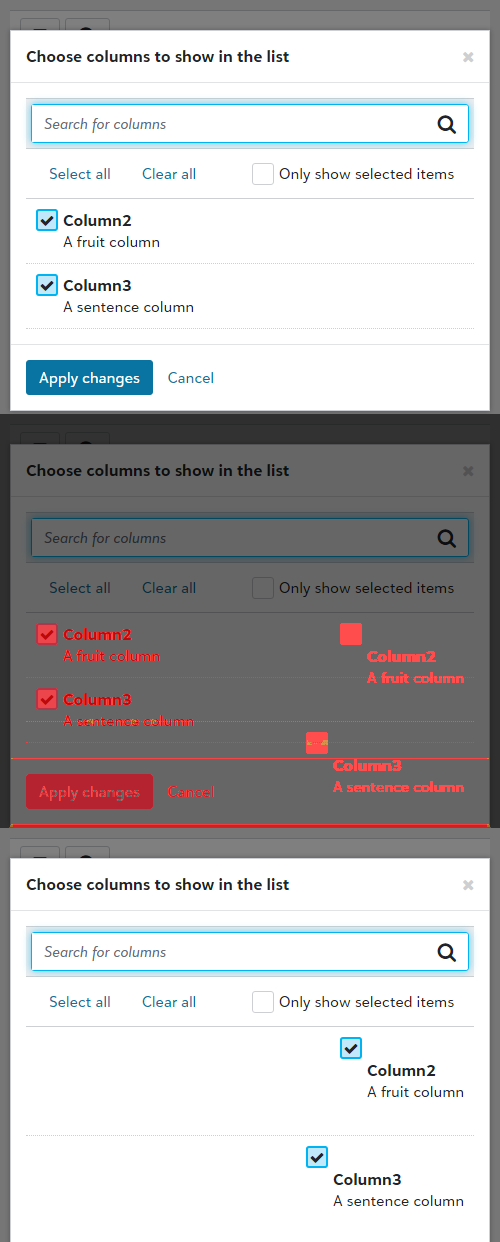 Choose columns to show in the list
Search for columns
Select all Clear all Only show selected items
Column2
A fruit column
Column3
A sentence column
Apply changes Cancel
Choose columns to show in the list
Search for columns
Select all Clear all Only show selected items
Column2
A fruit column
Column2
A fruit column
Column3
A sentence column
Column3
A sentence column
Apply changes Cancel
Choose columns to show in the list
Search for columns
Select all Clear all Only show selected items
Column2
A fruit column
Column3
A sentence column